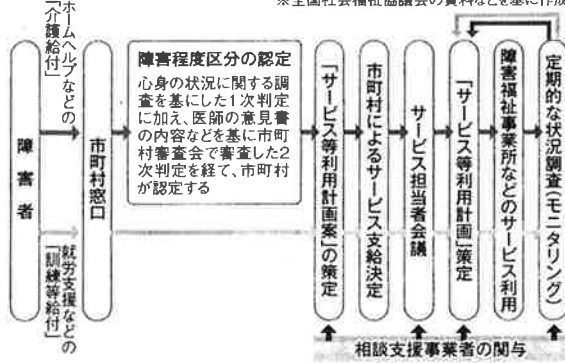 ※全国社会福祉協議会の資料などを基に作成
障害者
ホームヘルプなどの
「介護給付」
就労支援などの
「訓練等給付」
市町村窓口
障害程度区分の認定
心身の状況に関する調
査を基にした1次判定
に加え、医師の意見書
の内容などを基に市町
村審査会で審査した2
次判定を経て、市町村
が認定する
「サービス等利用計画案」の策定
市町村によるサービス支給決定
サービス担当者会議
「サービス等利用計画」策定
障害福祉事業所などのサービス利用
定期的な状況調査(モニタリング)
相談支援事業者の関与